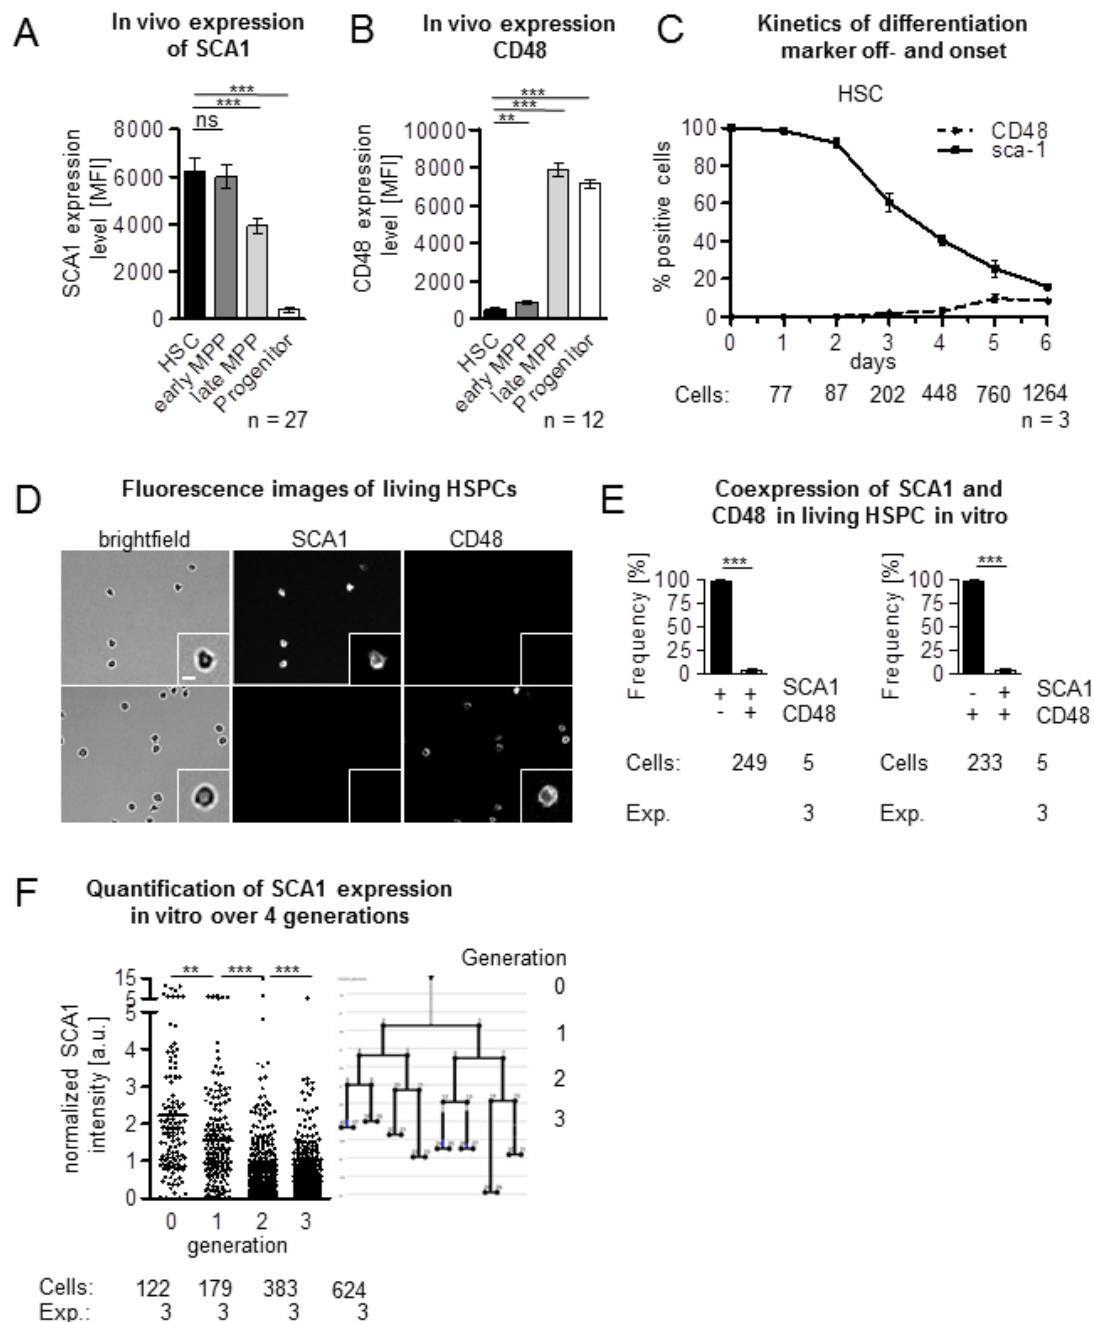 A
In vivo expression
of SCA1
***
***
ns
SCA1 expression
level [MFI]
8000
6000
4000
2000
0
HSC
early MPP
late MPP
Progenitor
n = 27
B
In vivo expression
CD48
***
***
**
CD48 expression
level [MFI]
10000
8000
6000
4000
2000
0
HSC
early MPP
late MPP
Progenitor
n = 12
C
Kinetics of differentiation
marker off- and onset
HSC
CD48
sca-1
% positive cells
100
80
60
40
20
0
0 1 2 3 4 5 6
days
Cells: 77 87 202 448 760 1264
n = 3
D
Fluorescence images of living HSPCs
brightfield SCA1 CD48
E
Coexpression of SCA1 and
CD48 in living HSPC in vitro
Frequency [%]
***
100
75
50
25
0
+ + SCA1
- + CD48
Cells: 249 5
Exp. 3
Frequency [%]
***
100
75
50
25
0
- + SCA1
+ + CD48
Cells 233 5
Exp. 3
F
Quantification of SCA1 expression
in vitro over 4 generations
** *** ***
normalized SCA1
intensity [a.u.]
15
5
5
4
3
2
1
0
0 1 2 3
generation
Cells: 122 179 383 624
Exp.: 3 3 3 3
Generation
0
1
2
3